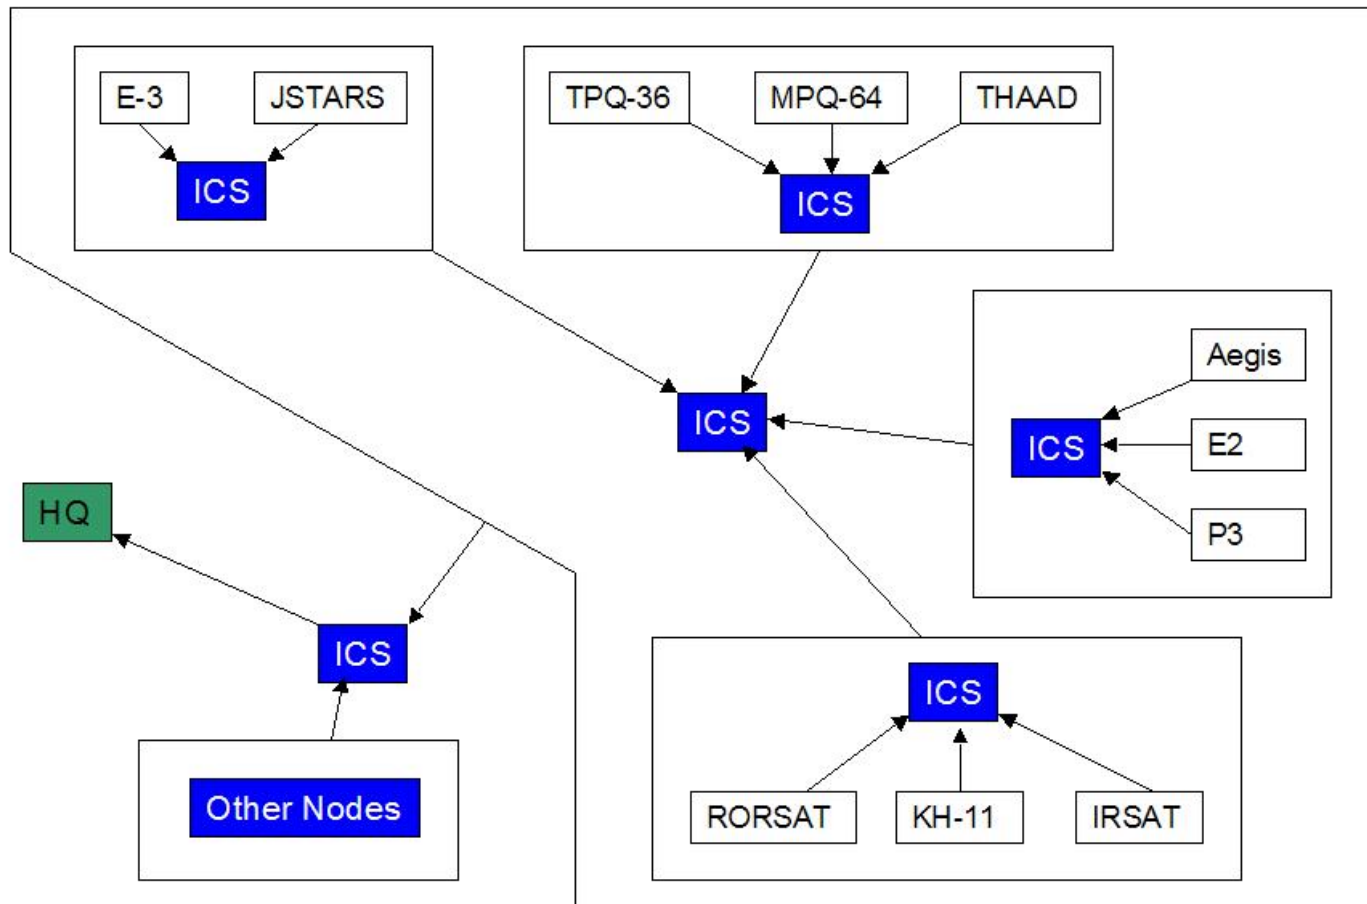 E-3
JSTARS
ICS
TPQ-36
MPQ-64
THAAD
ICS
Aegis
ICS
E2
P3
ICS
HQ
ICS
Other Nodes
ICS
RORSAT
KH-11
IRSAT